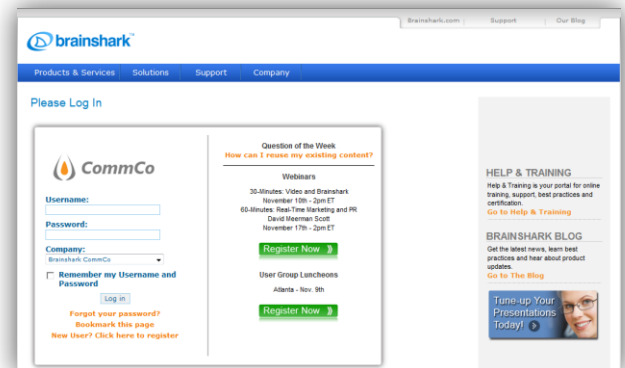 Brainshark.com Support Our Blog
brainshark
Products & Services Solutions Support Company
Please Log In
CommCo
Username:
Password:
Company:
Brainshark CommCo
Remember my Username and
Password
Log in
Forgot your password?
Bookmark this page
New User? Click here to register
Question of the Week
How can I reuse my existing content?
Webinars
30-Minutes: Video and Brainshark
November 10th - 2pm ET
60-Minutes: Real-Time Marketing and PR
David Meerman Scott
November 17th - 2pm ET
Register Now
User Group Luncheons
Atlanta - Nov. 9th
Register Now
HELP & TRAINING
Help & Training is your portal for online
training, support, best practices and
certification.
Go to Help & Training
BRAINSHARK BLOG
Get the latest news, learn best
practices and hear about product
updates.
Go to The Blog
Tune-up Your
Presentations
Today!